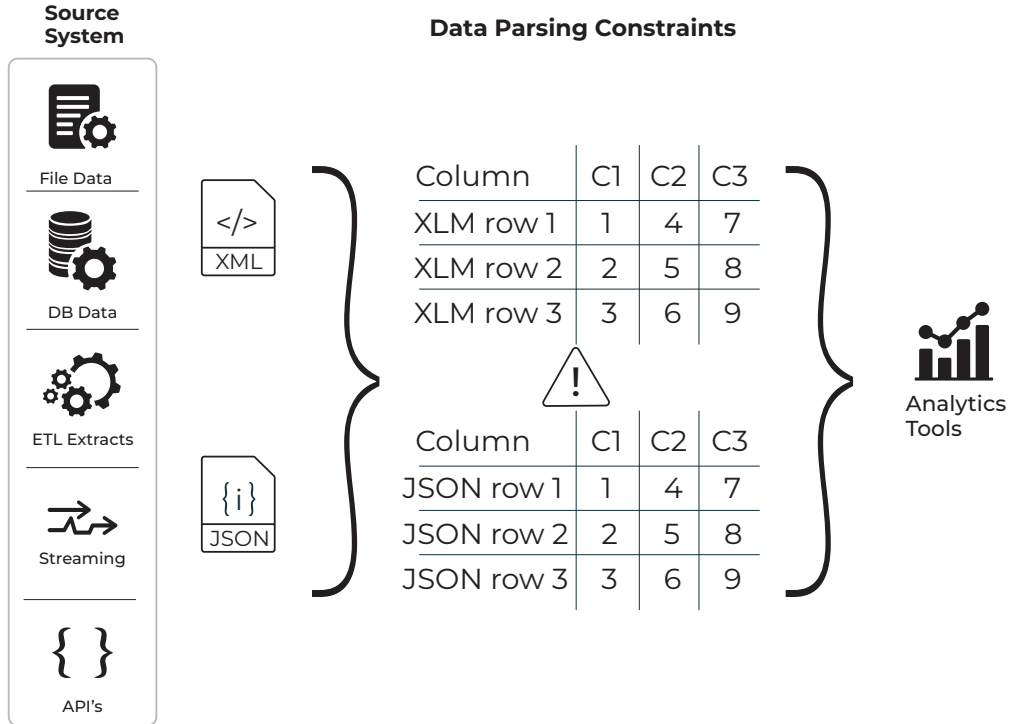 Source
System
Data Parsing Constraints
File Data
DB Data
ETL Extracts
Streaming
{ }
API's
</>
XML
{i}
JSON
Column C1 C2 C3
XLM row 1 1 4 7
XLM row 2 2 5 8
XLM row 3 3 6 9
!
Column C1 C2 C3
JSON row 1 1 4 7
JSON row 2 2 5 8
JSON row 3 3 6 9
Analytics
Tools